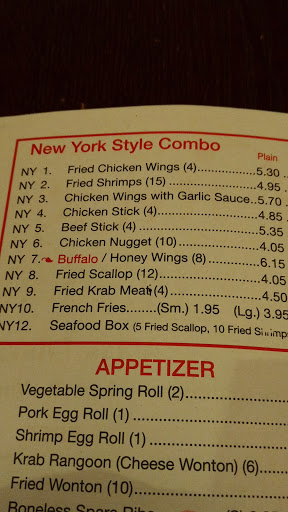 New York Style Combo
Plain
NY 1. Fried Chicken Wings (4)....................5.30
NY 2. Fried Shrimps (15) ..........................4.95
NY 3. Chicken Wings with Garlic Sauce..5.70
NY 4. Chicken Stick (4)............................4.85
NY 5. Beef Stick (4)..................................5.35
NY 6. Chicken Nugget (10)......................4.05
NY 7. Buffalo / Honey Wings (8)...............6.15
NY 8. Fried Scallop (12)...........................4.05
NY 9. Fried Krab Meat (4)........................4.50
NY10. French Fries........(Sm.) 1.95 (Lg.) 3.95
NY12. Seafood Box (5 Fried Scallop, 10 Fried Shrimps
APPETIZER
Vegetable Spring Roll (2)......................
Pork Egg Roll (1) ..................................
Shrimp Egg Roll (1) ..............................
Krab Rangoon (Cheese Wonton) (6)......
Fried Wonton (10)..................................
Boneless Spare Ribs